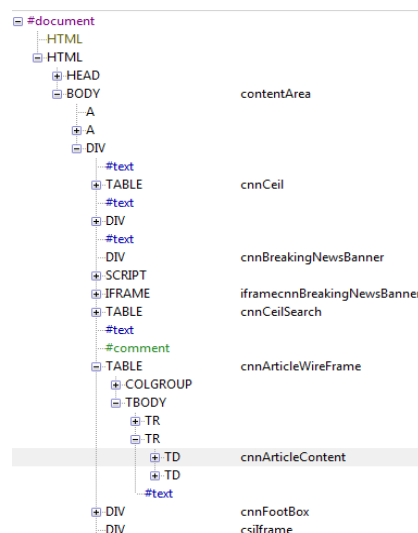 #document
HTML
HTML
HEAD
BODY contentArea
A
A
DIV
#text
TABLE cnnCeil
#text
DIV
#text
DIV cnnBreakingNewsBanner
SCRIPT
IFRAME iframecnnBreakingNewsBanner
TABLE cnnCeilSearch
#text
#comment
TABLE cnnArticleWireFrame
COLGROUP
TBODY
TR
TR
TD cnnArticleContent
TD
#text
DIV cnnFootBox
DIV csiIframe